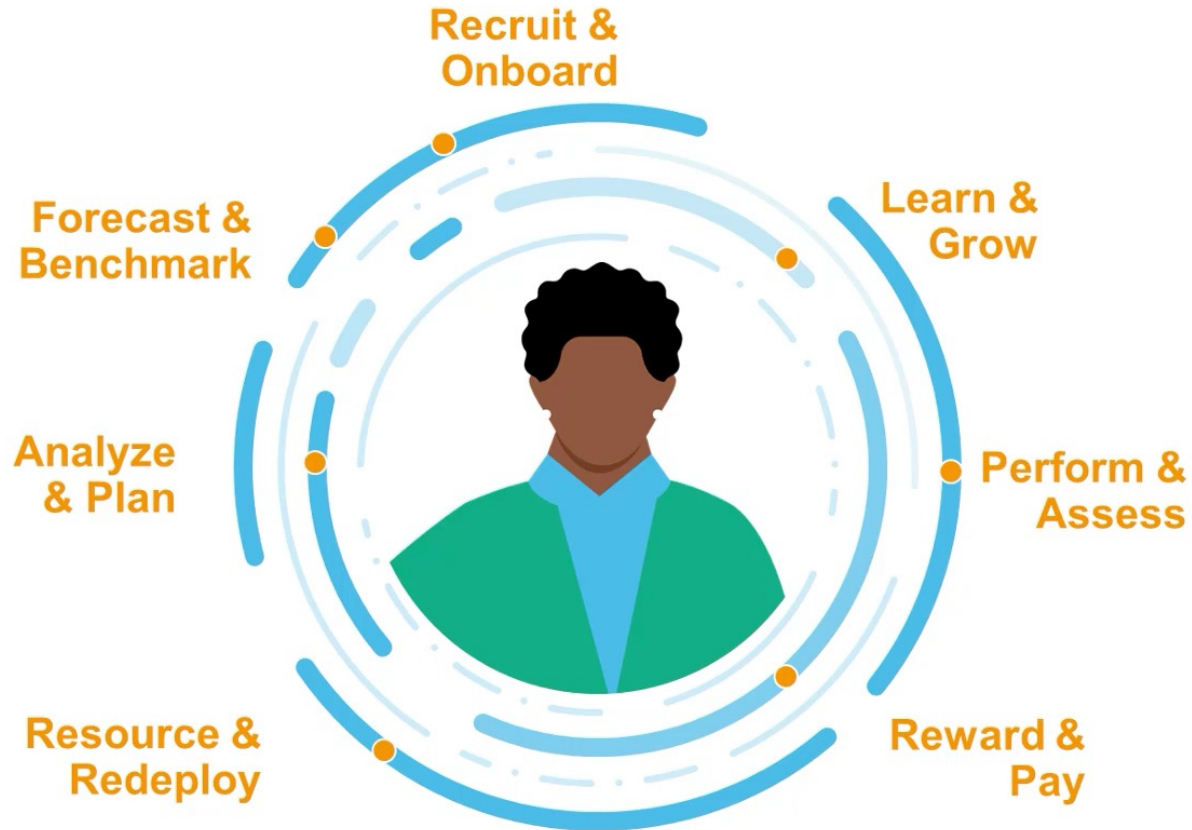 Recruit &
Onboard
Learn &
Grow
Perform &
Assess
Reward &
Pay
Resource &
Redeploy
Analyze
& Plan
Forecast &
Benchmark